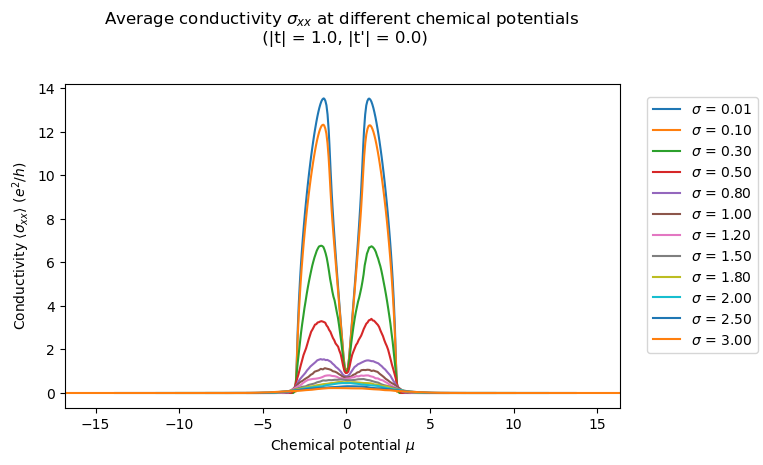 Average conductivity σxx at different chemical potentials
(|t| = 1.0, |t'| = 0.0)
14
12
10
8
6
4
2
0
Conductivity ⟨σxx⟩ (e²/h)
−15
−10
−5
0
5
10
15
Chemical potential μ
σ = 0.01
σ = 0.10
σ = 0.30
σ = 0.50
σ = 0.80
σ = 1.00
σ = 1.20
σ = 1.50
σ = 1.80
σ = 2.00
σ = 2.50
σ = 3.00